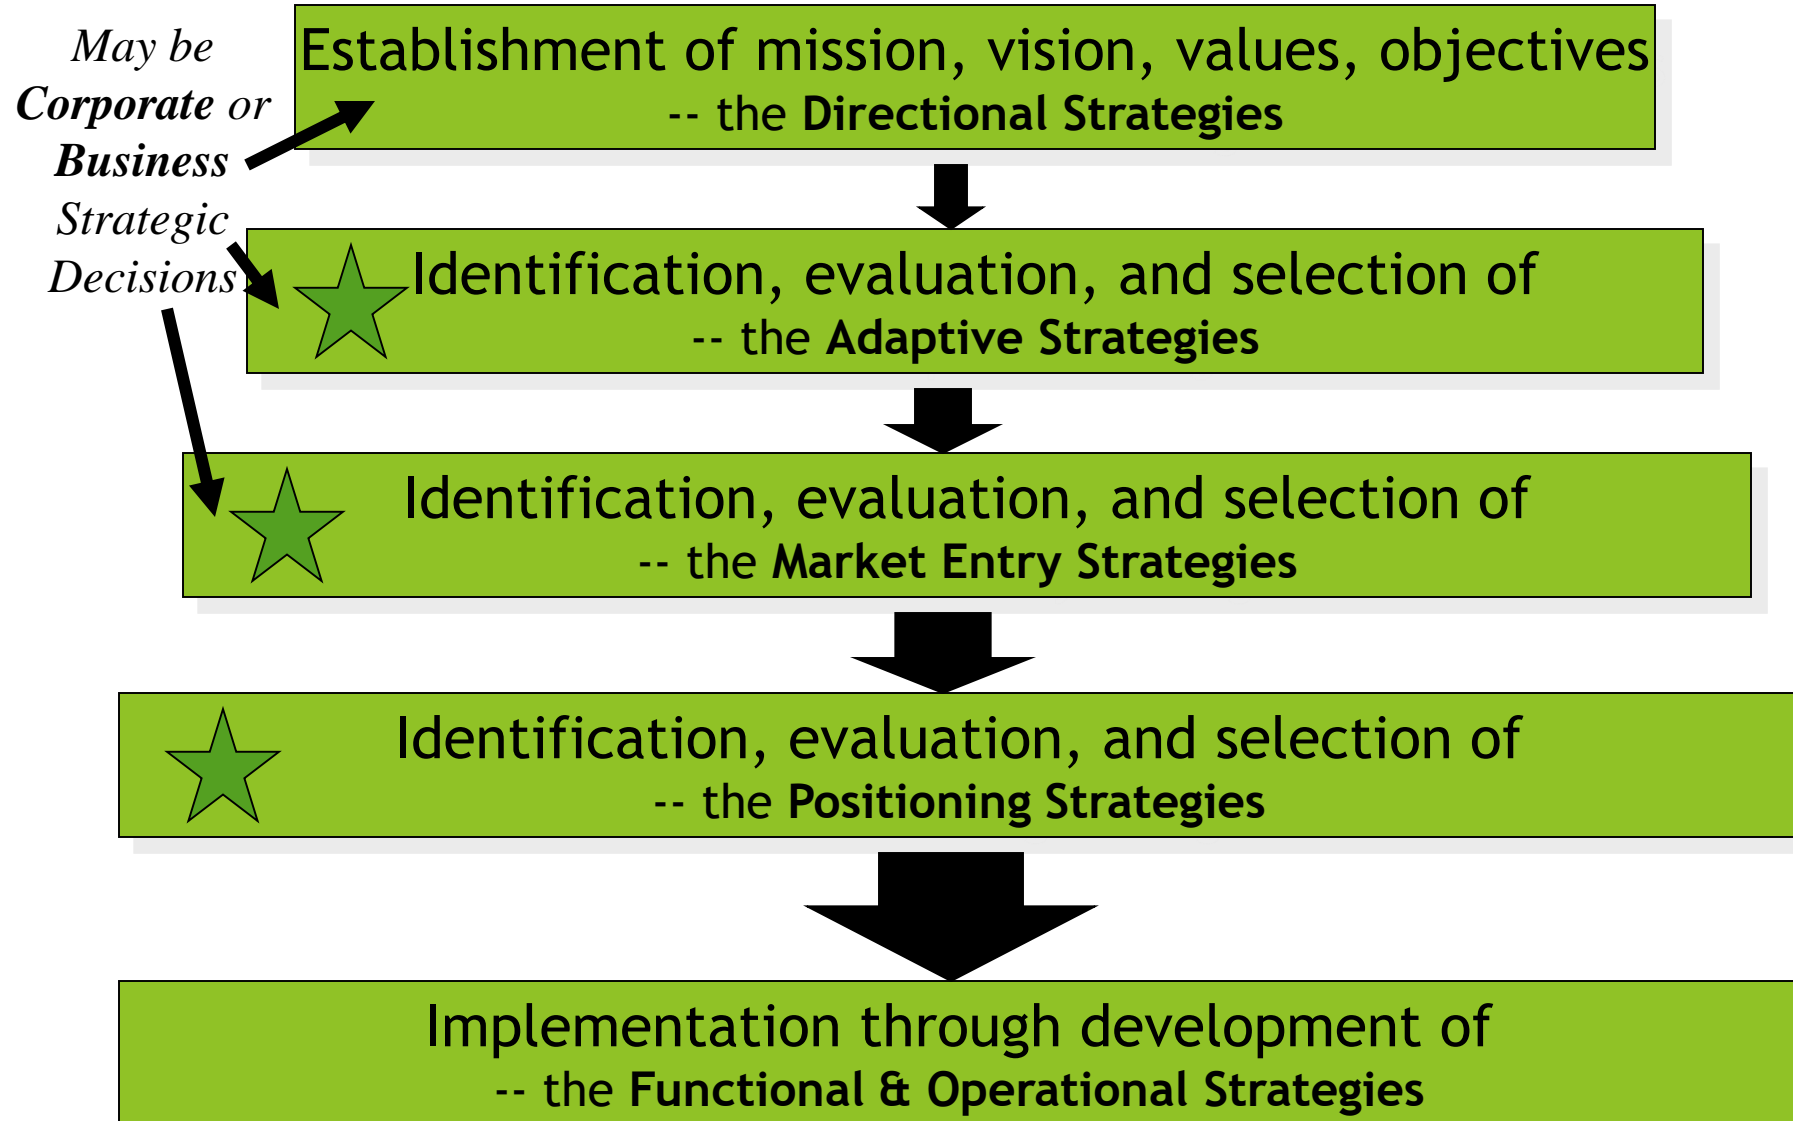 May be
Corporate or
Business
Strategic
Decisions
Establishment of mission, vision, values, objectives
-- the Directional Strategies
Identification, evaluation, and selection of
-- the Adaptive Strategies
Identification, evaluation, and selection of
-- the Market Entry Strategies
Identification, evaluation, and selection of
-- the Positioning Strategies
Implementation through development of
-- the Functional & Operational Strategies